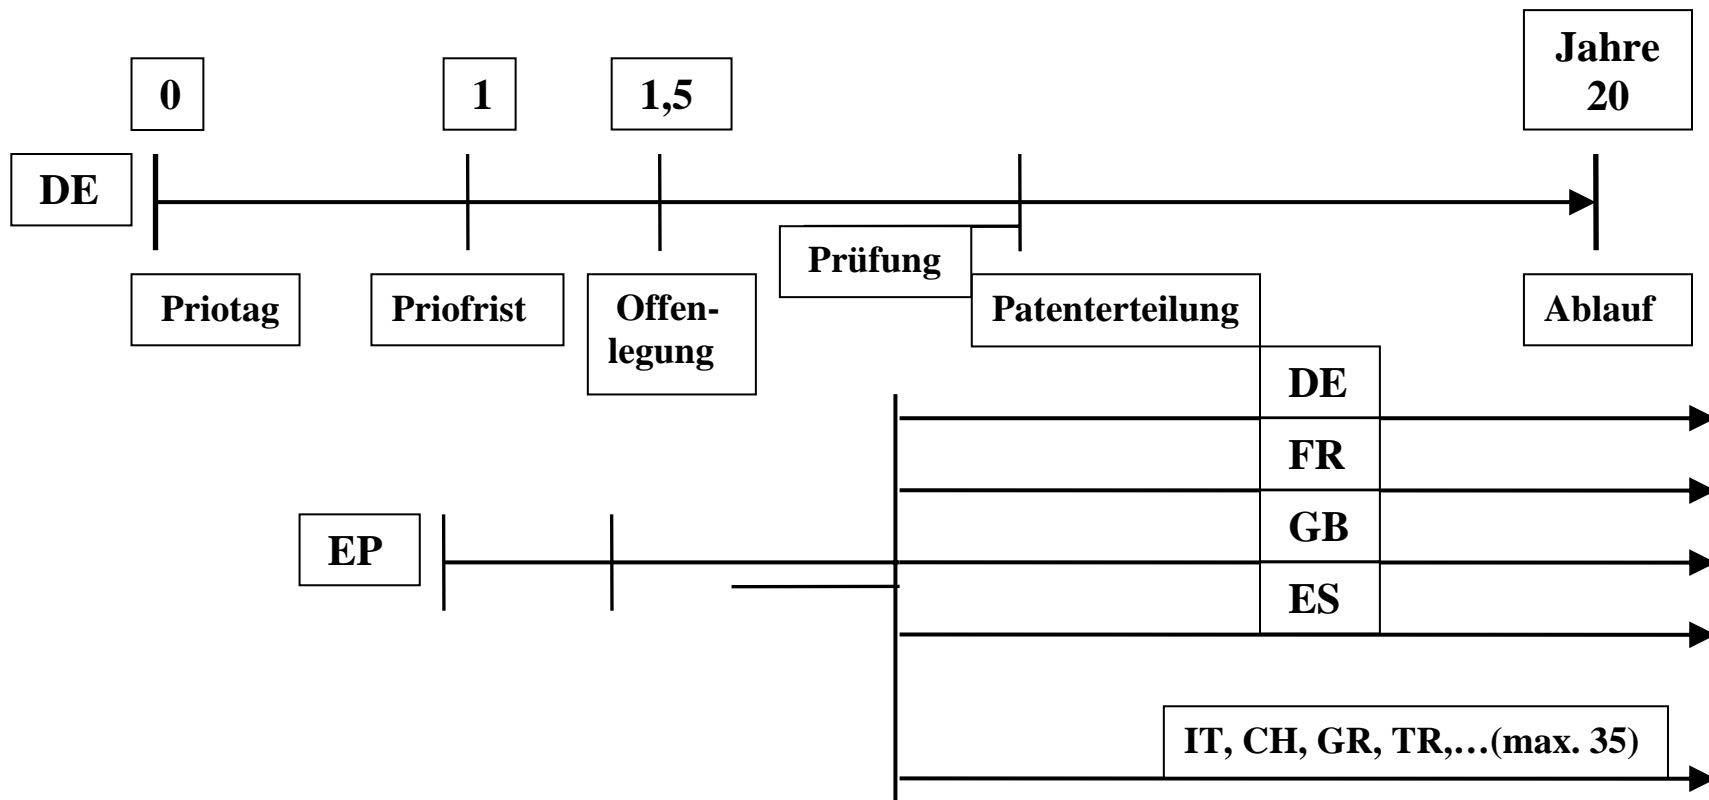 Jahre
20
0
1
1,5
DE
Prüfung
Priotag
Priofrist
Offen-
legung
Patenterteilung
Ablauf
DE
FR
GB
ES
EP
IT, CH, GR, TR,…(max. 35)